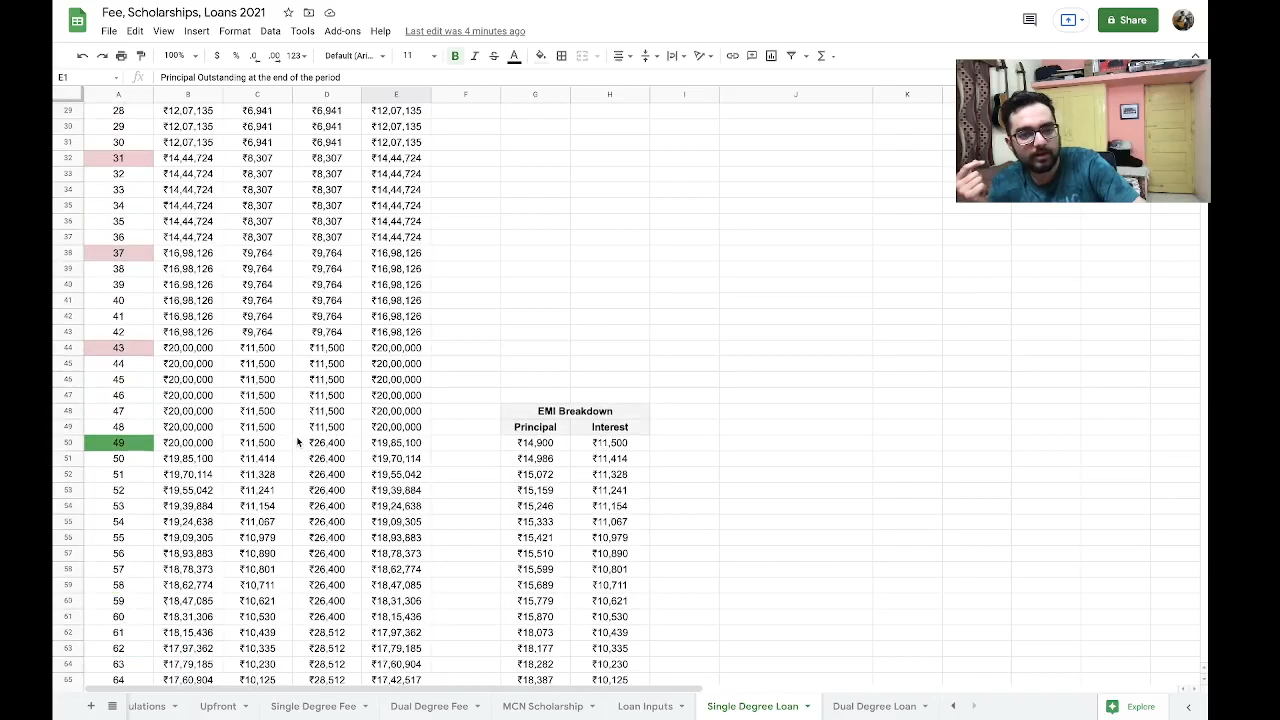 Fee, Scholarships, Loans 2021
File Edit View Insert Format Data Tools Add-ons Help Last edit was 4 minutes ago
Share
100% $ % .0 .00 123 Default (Ari... 11 B I S A
E1 fx Principal Outstanding at the end of the period
A B C D E F G H I J K
29 28 ₹12,07,135 ₹6,941 ₹6,941 ₹12,07,135
30 29 ₹12,07,135 ₹6,941 ₹6,941 ₹12,07,135
31 30 ₹12,07,135 ₹6,941 ₹6,941 ₹12,07,135
32 31 ₹14,44,724 ₹8,307 ₹8,307 ₹14,44,724
33 32 ₹14,44,724 ₹8,307 ₹8,307 ₹14,44,724
34 33 ₹14,44,724 ₹8,307 ₹8,307 ₹14,44,724
35 34 ₹14,44,724 ₹8,307 ₹8,307 ₹14,44,724
36 35 ₹14,44,724 ₹8,307 ₹8,307 ₹14,44,724
37 36 ₹14,44,724 ₹8,307 ₹8,307 ₹14,44,724
38 37 ₹16,98,126 ₹9,764 ₹9,764 ₹16,98,126
39 38 ₹16,98,126 ₹9,764 ₹9,764 ₹16,98,126
40 39 ₹16,98,126 ₹9,764 ₹9,764 ₹16,98,126
41 40 ₹16,98,126 ₹9,764 ₹9,764 ₹16,98,126
42 41 ₹16,98,126 ₹9,764 ₹9,764 ₹16,98,126
43 42 ₹16,98,126 ₹9,764 ₹9,764 ₹16,98,126
44 43 ₹20,00,000 ₹11,500 ₹11,500 ₹20,00,000
45 44 ₹20,00,000 ₹11,500 ₹11,500 ₹20,00,000
46 45 ₹20,00,000 ₹11,500 ₹11,500 ₹20,00,000
47 46 ₹20,00,000 ₹11,500 ₹11,500 ₹20,00,000
48 47 ₹20,00,000 ₹11,500 ₹11,500 ₹20,00,000 EMI Breakdown
49 48 ₹20,00,000 ₹11,500 ₹11,500 ₹20,00,000 Principal Interest
50 49 ₹20,00,000 ₹11,500 ₹26,400 ₹19,85,100 ₹14,900 ₹11,500
51 50 ₹19,85,100 ₹11,414 ₹26,400 ₹19,70,114 ₹14,986 ₹11,414
52 51 ₹19,70,114 ₹11,328 ₹26,400 ₹19,55,042 ₹15,072 ₹11,328
53 52 ₹19,55,042 ₹11,241 ₹26,400 ₹19,39,884 ₹15,159 ₹11,241
54 53 ₹19,39,884 ₹11,154 ₹26,400 ₹19,24,638 ₹15,246 ₹11,154
55 54 ₹19,24,638 ₹11,067 ₹26,400 ₹19,09,305 ₹15,333 ₹11,067
56 55 ₹19,09,305 ₹10,979 ₹26,400 ₹18,93,883 ₹15,421 ₹10,979
57 56 ₹18,93,883 ₹10,890 ₹26,400 ₹18,78,373 ₹15,510 ₹10,890
58 57 ₹18,78,373 ₹10,801 ₹26,400 ₹18,62,774 ₹15,599 ₹10,801
59 58 ₹18,62,774 ₹10,711 ₹26,400 ₹18,47,085 ₹15,689 ₹10,711
60 59 ₹18,47,085 ₹10,621 ₹26,400 ₹18,31,306 ₹15,779 ₹10,621
61 60 ₹18,31,306 ₹10,530 ₹26,400 ₹18,15,436 ₹15,870 ₹10,530
62 61 ₹18,15,436 ₹10,439 ₹28,512 ₹17,97,362 ₹18,073 ₹10,439
63 62 ₹17,97,362 ₹10,335 ₹28,512 ₹17,79,185 ₹18,177 ₹10,335
64 63 ₹17,79,185 ₹10,230 ₹28,512 ₹17,60,904 ₹18,282 ₹10,230
65 64 ₹17,60,904 ₹10,125 ₹28,512 ₹17,42,517 ₹18,387 ₹10,125
ulations Upfront Single Degree Fee Dual Degree Fee MCN Scholarship Loan Inputs Single Degree Loan Dual Degree Loan Explore